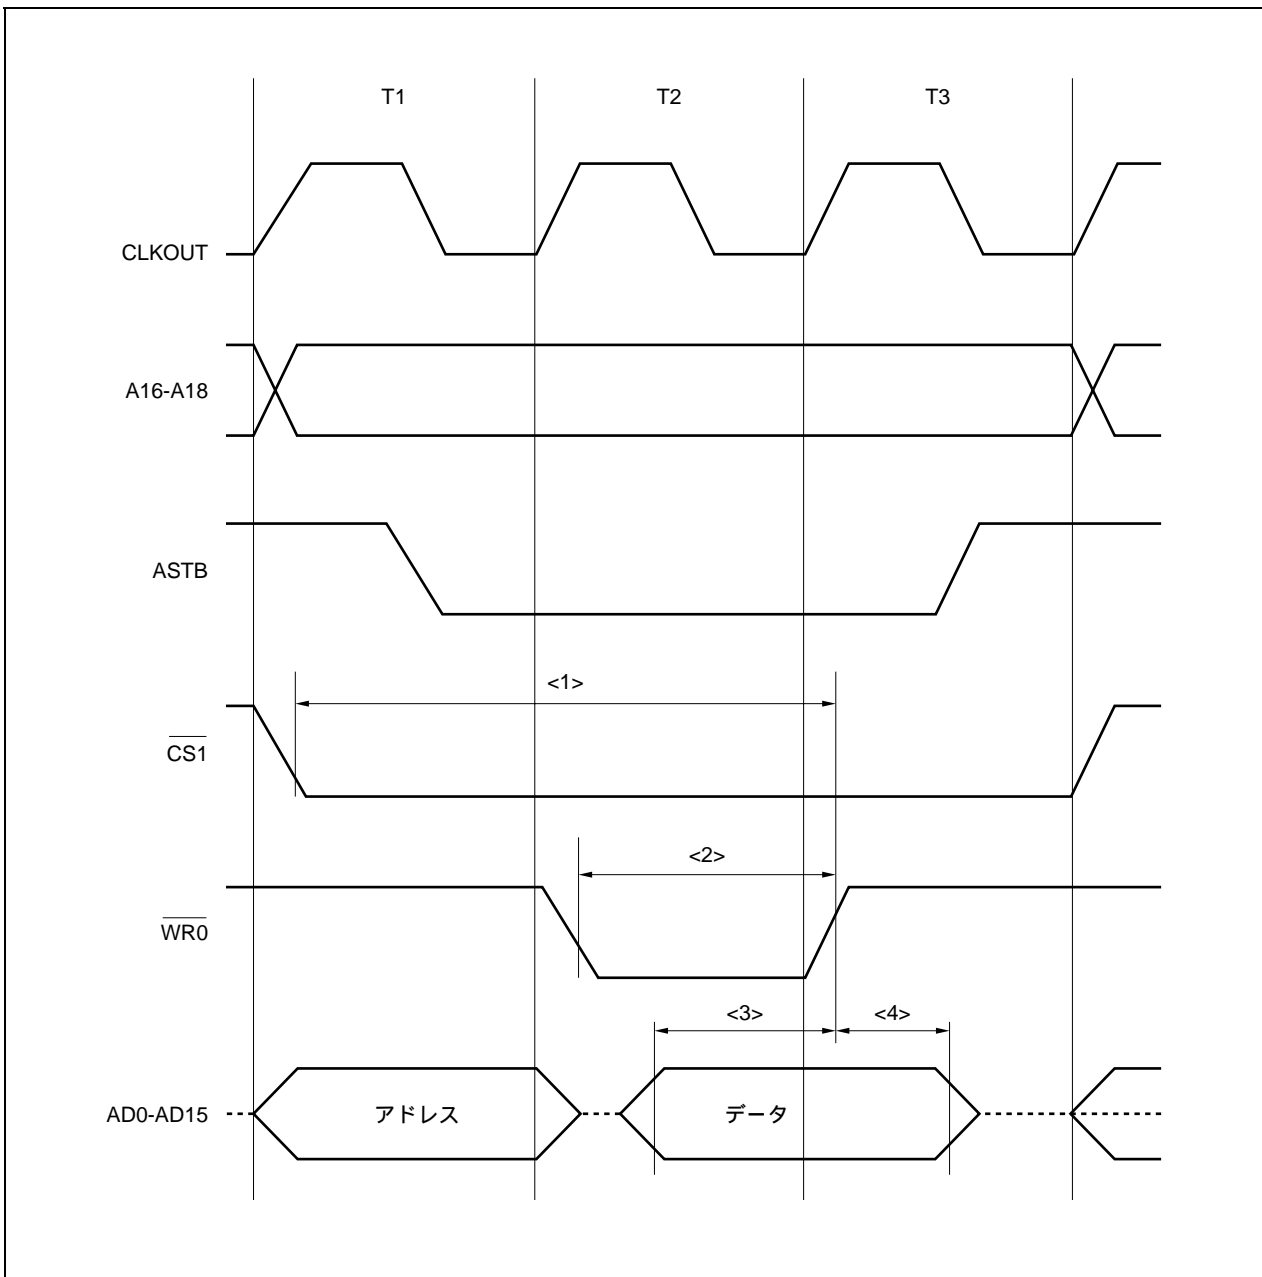 T1 T2 T3
CLKOUT
A16-A18
ASTB
<1>
CS1
<2>
WR0
<3> <4>
AD0-AD15 アドレス データ